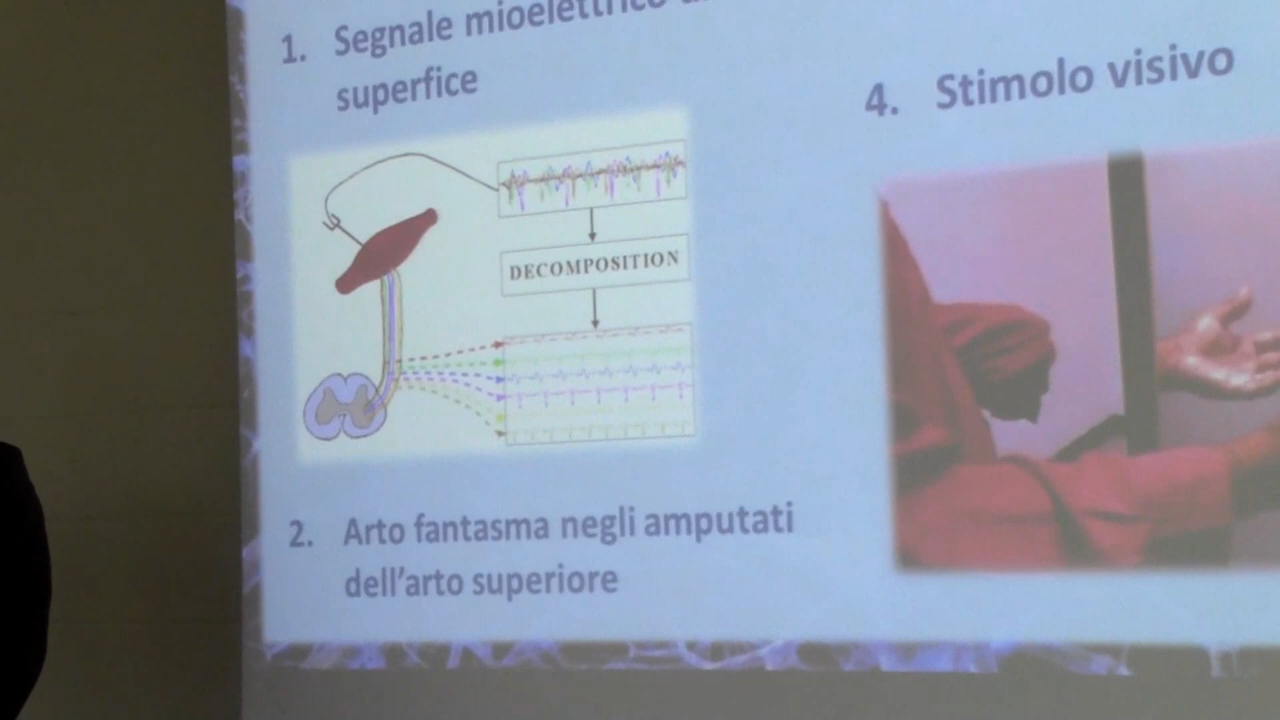 1. Segnale mioelettrico
superfice
DECOMPOSITION
2. Arto fantasma negli amputati
dell'arto superiore
4. Stimolo visivo